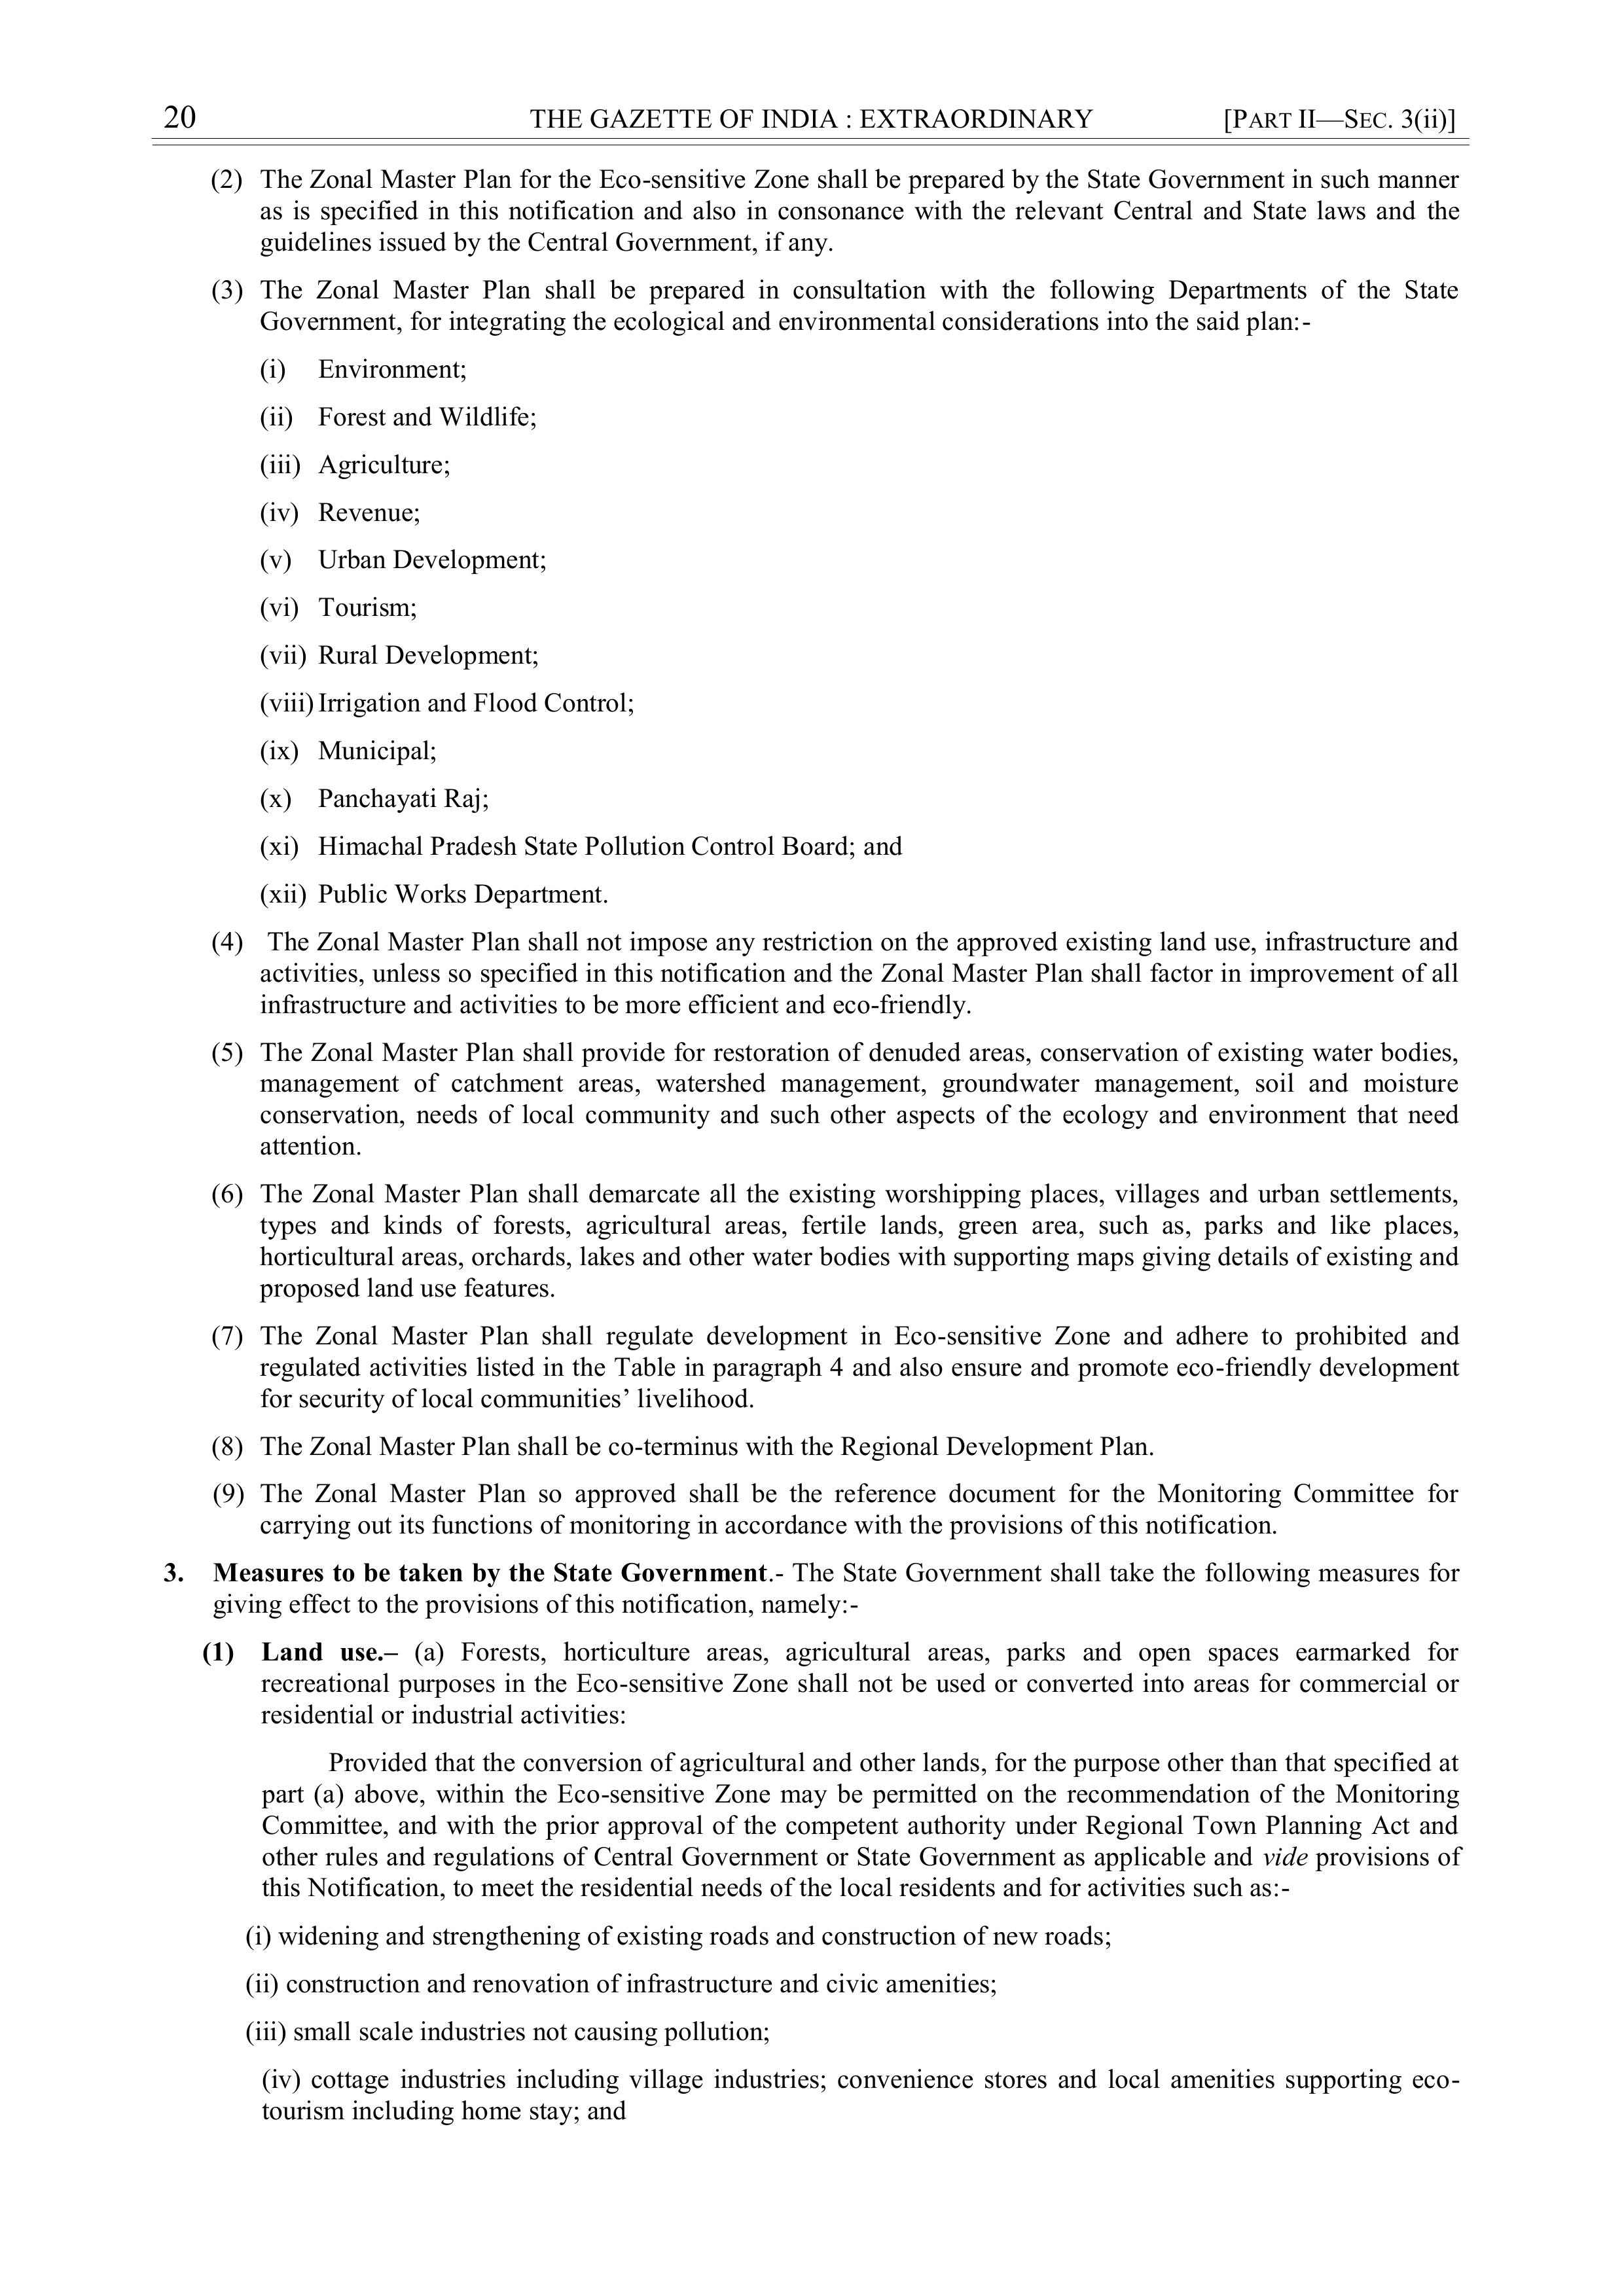 20 THE GAZETTE OF INDIA : EXTRAORDINARY [PART II—SEC. 3(ii)]
(2) The Zonal Master Plan for the Eco-sensitive Zone shall be prepared by the State Government in such manner
as is specified in this notification and also in consonance with the relevant Central and State laws and the
guidelines issued by the Central Government, if any.
(3) The Zonal Master Plan shall be prepared in consultation with the following Departments of the State
Government, for integrating the ecological and environmental considerations into the said plan:-
(i) Environment;
(ii) Forest and Wildlife;
(iii) Agriculture;
(iv) Revenue;
(v) Urban Development;
(vi) Tourism;
(vii) Rural Development;
(viii) Irrigation and Flood Control;
(ix) Municipal;
(x) Panchayati Raj;
(xi) Himachal Pradesh State Pollution Control Board; and
(xii) Public Works Department.
(4) The Zonal Master Plan shall not impose any restriction on the approved existing land use, infrastructure and
activities, unless so specified in this notification and the Zonal Master Plan shall factor in improvement of all
infrastructure and activities to be more efficient and eco-friendly.
(5) The Zonal Master Plan shall provide for restoration of denuded areas, conservation of existing water bodies,
management of catchment areas, watershed management, groundwater management, soil and moisture
conservation, needs of local community and such other aspects of the ecology and environment that need
attention.
(6) The Zonal Master Plan shall demarcate all the existing worshipping places, villages and urban settlements,
types and kinds of forests, agricultural areas, fertile lands, green area, such as, parks and like places,
horticultural areas, orchards, lakes and other water bodies with supporting maps giving details of existing and
proposed land use features.
(7) The Zonal Master Plan shall regulate development in Eco-sensitive Zone and adhere to prohibited and
regulated activities listed in the Table in paragraph 4 and also ensure and promote eco-friendly development
for security of local communities’ livelihood.
(8) The Zonal Master Plan shall be co-terminus with the Regional Development Plan.
(9) The Zonal Master Plan so approved shall be the reference document for the Monitoring Committee for
carrying out its functions of monitoring in accordance with the provisions of this notification.
3. Measures to be taken by the State Government.- The State Government shall take the following measures for
giving effect to the provisions of this notification, namely:-
(1) Land use.– (a) Forests, horticulture areas, agricultural areas, parks and open spaces earmarked for
recreational purposes in the Eco-sensitive Zone shall not be used or converted into areas for commercial or
residential or industrial activities:
Provided that the conversion of agricultural and other lands, for the purpose other than that specified at
part (a) above, within the Eco-sensitive Zone may be permitted on the recommendation of the Monitoring
Committee, and with the prior approval of the competent authority under Regional Town Planning Act and
other rules and regulations of Central Government or State Government as applicable and vide provisions of
this Notification, to meet the residential needs of the local residents and for activities such as:-
(i) widening and strengthening of existing roads and construction of new roads;
(ii) construction and renovation of infrastructure and civic amenities;
(iii) small scale industries not causing pollution;
(iv) cottage industries including village industries; convenience stores and local amenities supporting eco-
tourism including home stay; and